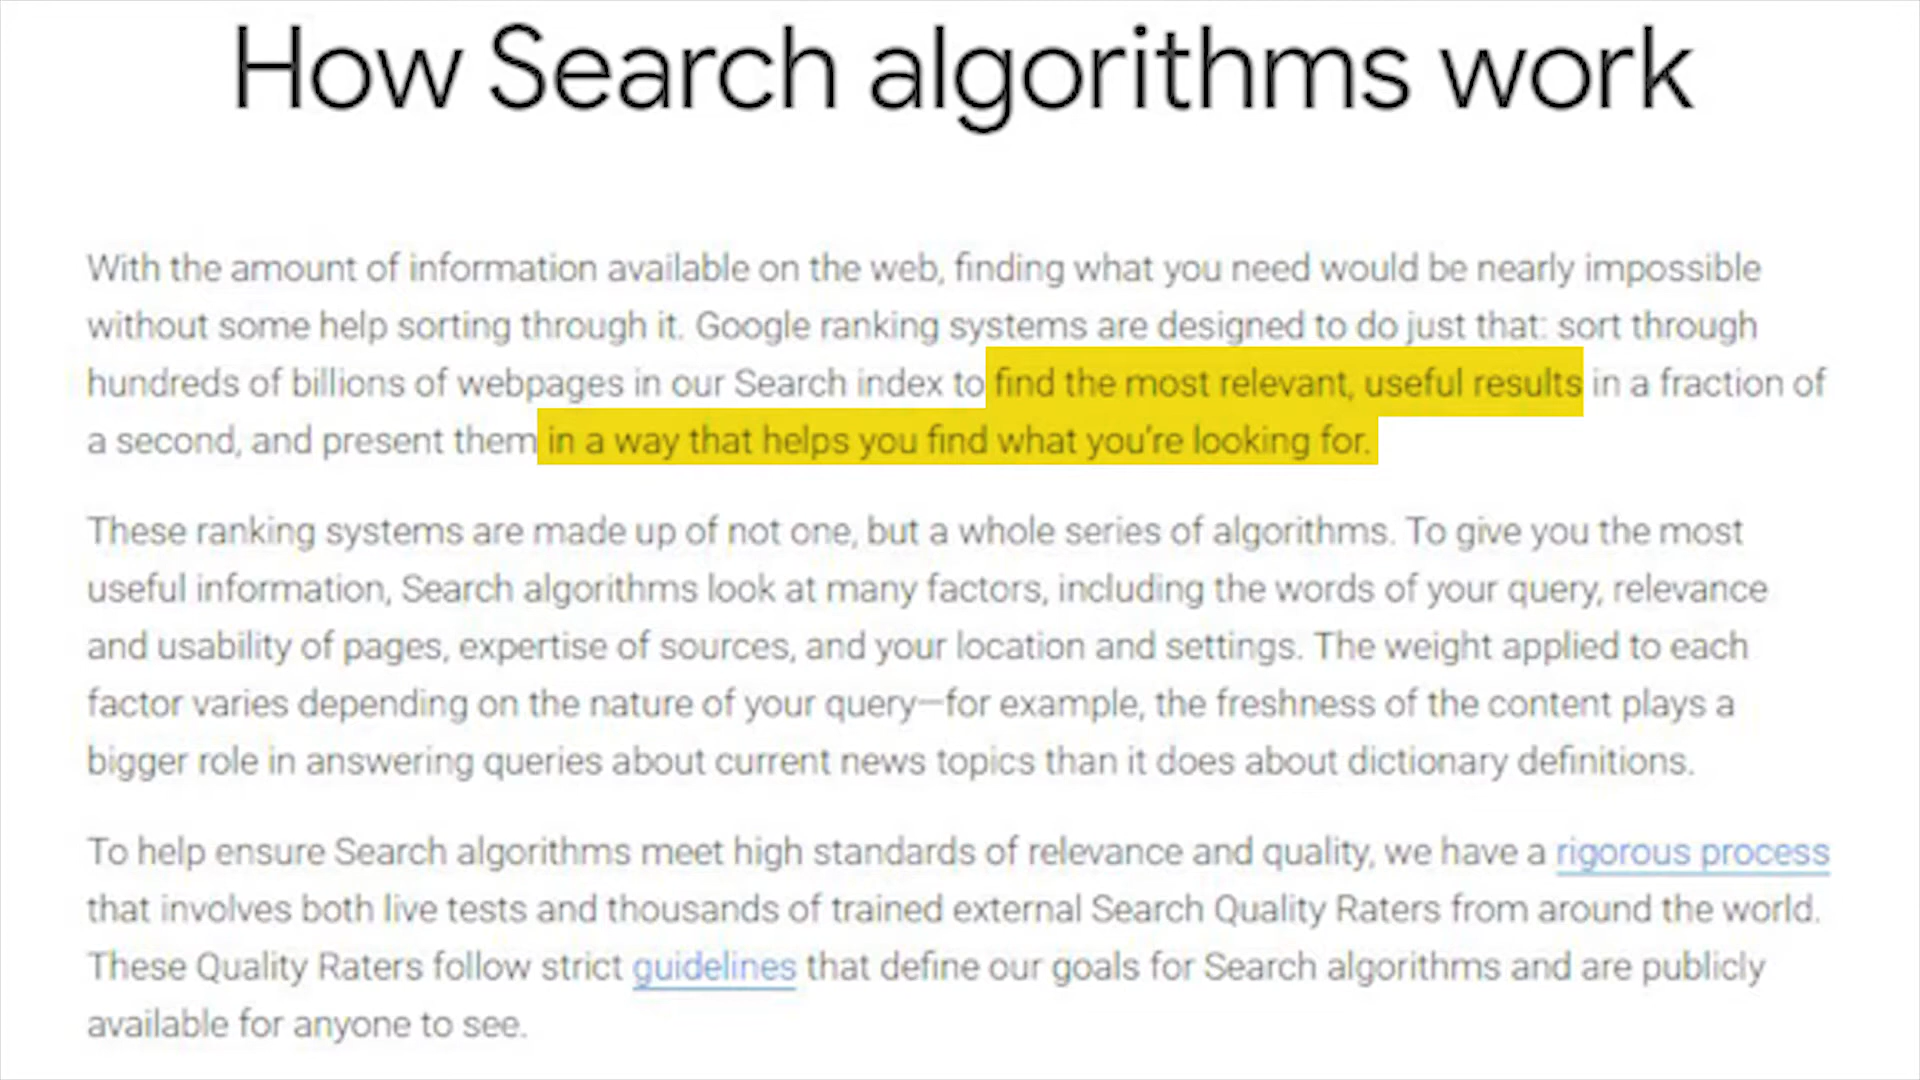 How Search algorithms work
With the amount of information available on the web, finding what you need would be nearly impossible
without some help sorting through it. Google ranking systems are designed to do just that: sort through
hundreds of billions of webpages in our Search index to find the most relevant, useful results in a fraction of
a second, and present them in a way that helps you find what you’re looking for.
These ranking systems are made up of not one, but a whole series of algorithms. To give you the most
useful information, Search algorithms look at many factors, including the words of your query, relevance
and usability of pages, expertise of sources, and your location and settings. The weight applied to each
factor varies depending on the nature of your query—for example, the freshness of the content plays a
bigger role in answering queries about current news topics than it does about dictionary definitions.
To help ensure Search algorithms meet high standards of relevance and quality, we have a rigorous process
that involves both live tests and thousands of trained external Search Quality Raters from around the world.
These Quality Raters follow strict guidelines that define our goals for Search algorithms and are publicly
available for anyone to see.